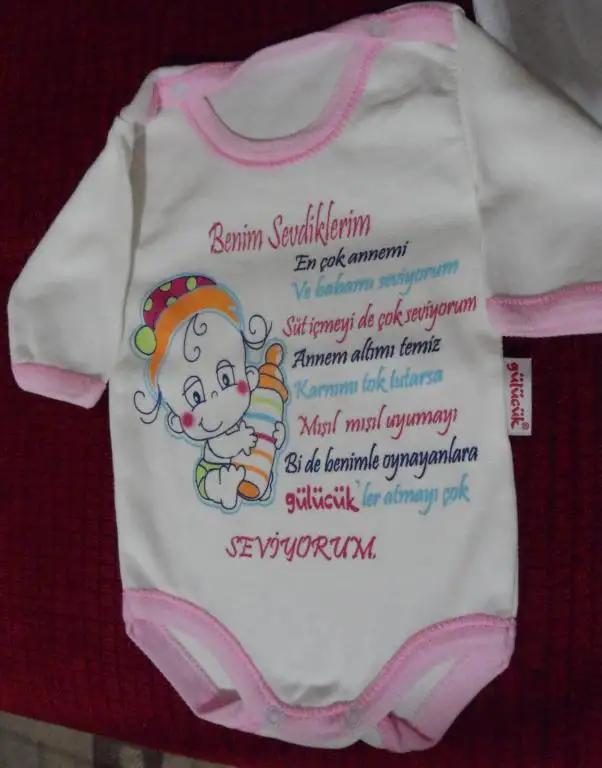 Benim Sevdiklerim
En çok annemi
Ve babamı seviyorum
Süt içmeyi de çok seviyorum
Annem altımı temiz
Karnımı tok tutarsa
Mışıl mışıl uyumayı
Bi de benimle oynayanlara
gülücük'ler atmayı çok
SEVİYORUM.
gülücük®